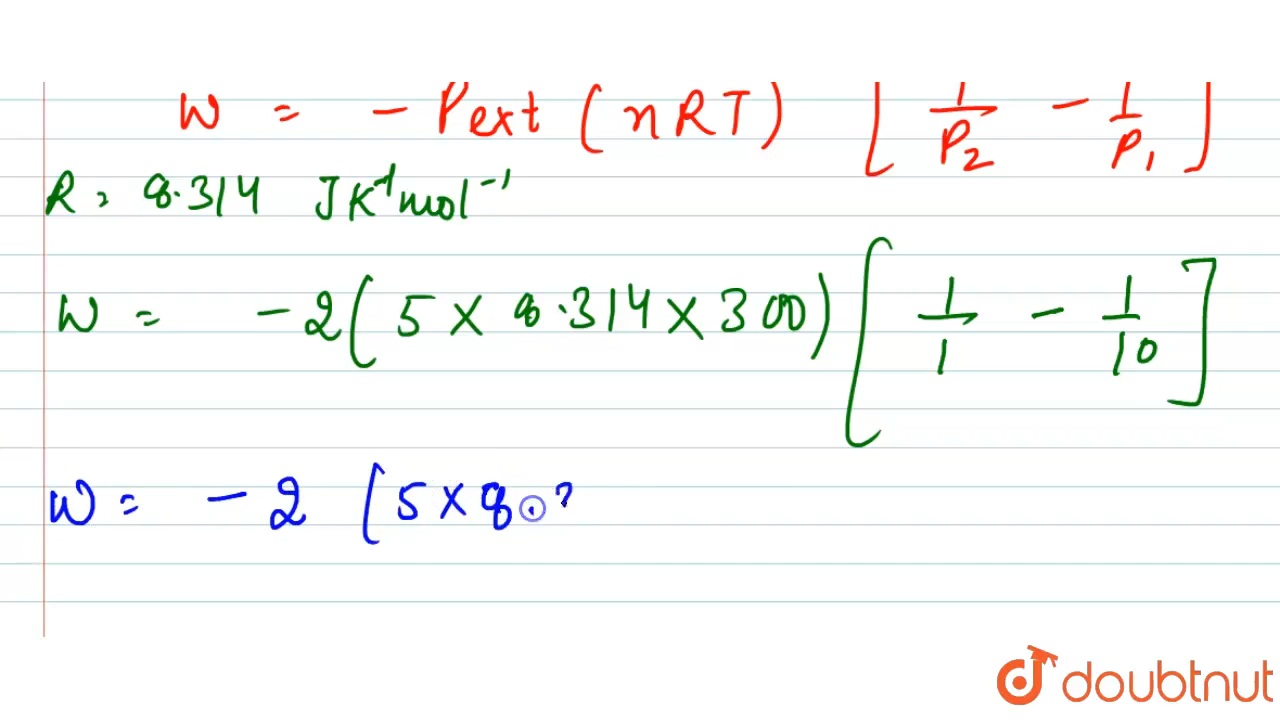 W = - Pext (nRT) [1/P₂ - 1/P₁]
R = 8.314 JK⁻¹mol⁻¹
W = -2(5 × 8.314 × 300) [1/1 - 1/10]
W = -2 [5 × 8.3
doubtnut